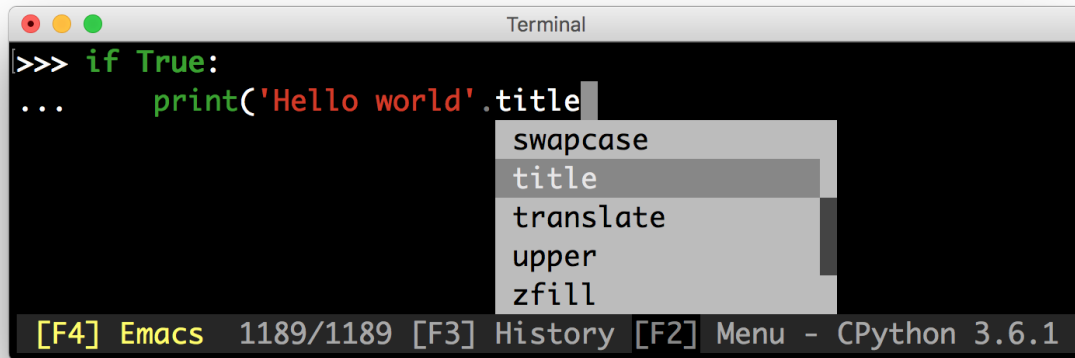 Terminal
>>> if True:
...     print('Hello world'.title
swapcase
title
translate
upper
zfill
[F4] Emacs  1189/1189 [F3] History [F2] Menu - CPython 3.6.1